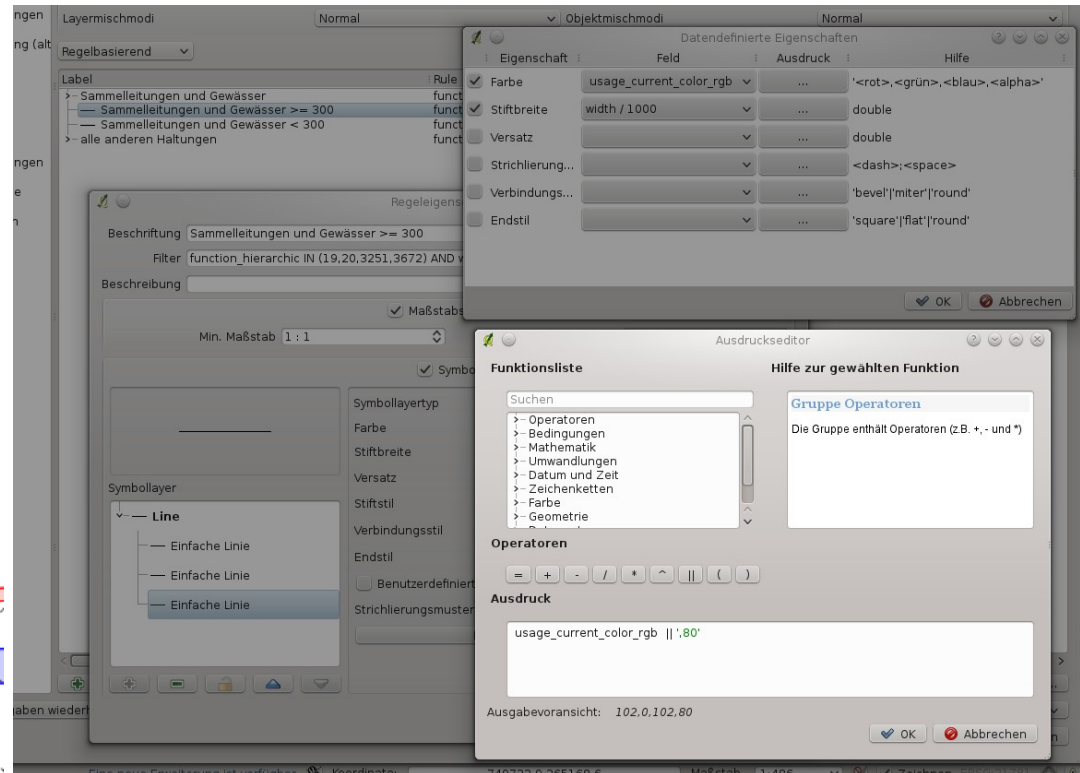 ngen
Layermischmodi
Normal
Objektmischmodi
Normal
ng (alt
Regelbasierend
Label
Rule
Sammelleitungen und Gewässer
funct
Sammelleitungen und Gewässer >= 300
funct
Sammelleitungen und Gewässer < 300
funct
alle anderen Haltungen
funct
ngen
e
n
Datendefinierte Eigenschaften
Eigenschaft
Feld
Ausdruck
Hilfe
Farbe
usage_current_color_rgb
...
'<rot>,<grün>,<blau>,<alpha>'
Stiftbreite
width / 1000
...
double
Versatz
...
double
Strichlierung...
...
<dash>;<space>
Verbindungs...
...
'bevel'|'miter'|'round'
Endstil
...
'square'|'flat'|'round'
OK
Abbrechen
Regeleigens
Beschriftung
Sammelleitungen und Gewässer >= 300
Filter
function_hierarchic IN (19,20,3251,3672) AND w
Beschreibung
Maßstabs
Min. Maßstab
1 : 1
Symbo
Symbollayertyp
Farbe
Stiftbreite
Versatz
Stiftstil
Verbindungsstil
Endstil
Benutzerdefiniert
Strichlierungsmuster
Symbollayer
Line
Einfache Linie
Einfache Linie
Einfache Linie
Ausdruckseditor
Funktionsliste
Hilfe zur gewählten Funktion
Suchen
Operatoren
Bedingungen
Mathematik
Umwandlungen
Datum und Zeit
Zeichenketten
Farbe
Geometrie
Gruppe Operatoren
Die Gruppe enthält Operatoren (z.B. +, - und *)
Operatoren
= + - / * ^ || ( )
Ausdruck
usage_current_color_rgb || ',80'
Ausgabevoransicht: 102,0,102,80
OK
Abbrechen
aben wiederh